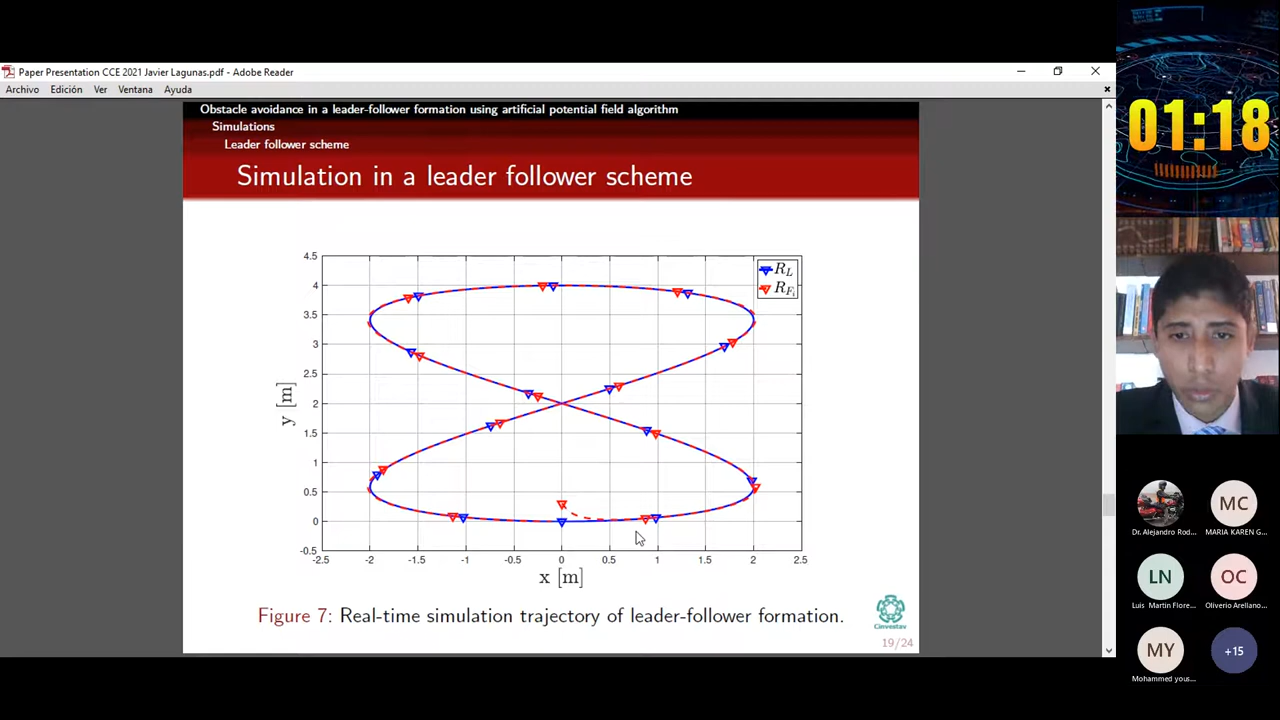 Paper Presentation CCE 2021 Javier Lagunas.pdf - Adobe Reader
Archivo Edición Ver Ventana Ayuda
Obstacle avoidance in a leader-follower formation using artificial potential field algorithm
Simulations
Leader follower scheme
Simulation in a leader follower scheme
4.5
4
3.5
3
2.5
2
1.5
1
0.5
0
-0.5
y [m]
-2.5 -2 -1.5 -1 -0.5 0 0.5 1 1.5 2 2.5
x [m]
R_L
R_{F_i}
Figure 7: Real-time simulation trajectory of leader-follower formation.
Cinvestav
19/24
01:18
Dr. Alejandro Rod...
MC
MARIA KAREN G...
LN
Luis Martin Flore...
OC
Oliverio Arellano...
MY
Mohammed yous...
+15